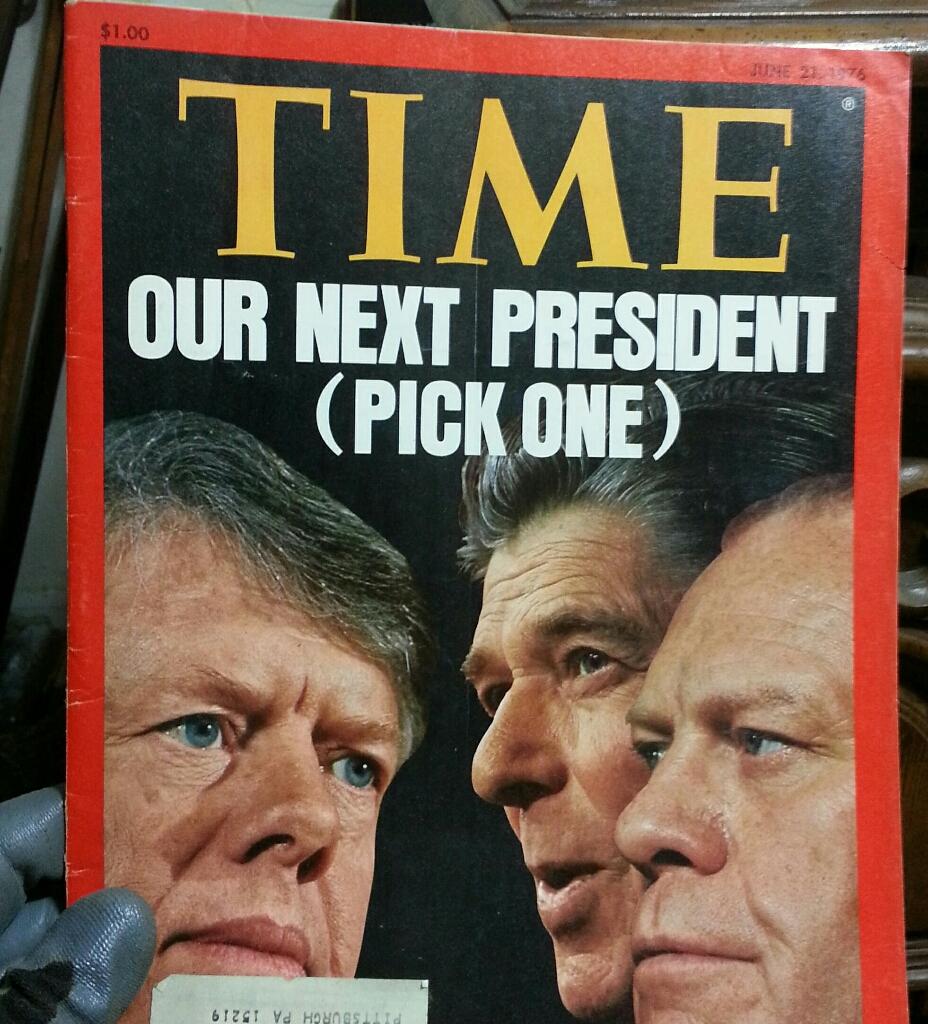 $1.00
JUNE 21, 1976
TIME
®
OUR NEXT PRESIDENT
(PICK ONE)
PITTSBURGH PA 15219